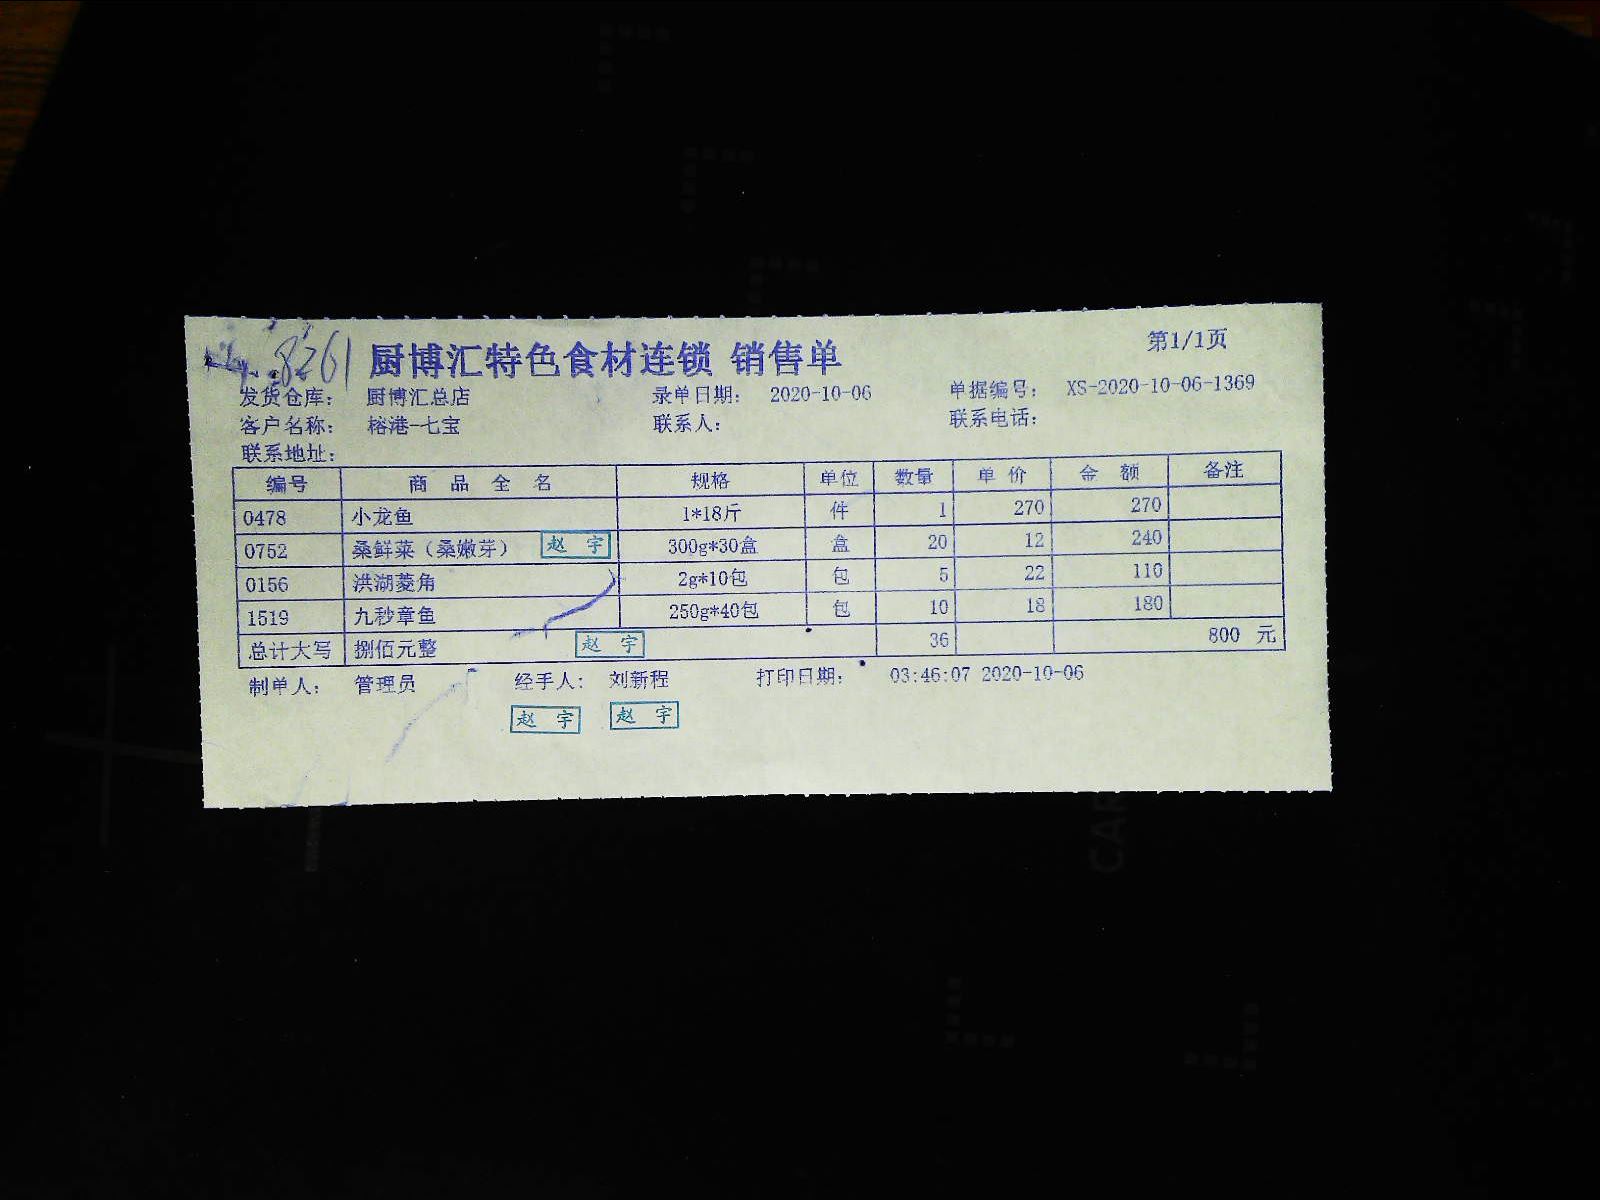 8261
厨博汇特色食材连锁 销售单
第1/1页
发货仓库： 厨博汇总店 录单日期： 2020-10-06 单据编号： XS-2020-10-06-1369
客户名称： 榕港-七宝 联系人： 联系电话：
联系地址：
编号 商 品 全 名 规格 单位 数量 单 价 金 额 备注
0478 小龙鱼 1*18斤 件 1 270 270
0752 桑鲜菜（桑嫩芽） 赵 宇 300g*30盒 盒 20 12 240
0156 洪湖菱角 2g*10包 包 5 22 110
1519 九秒章鱼 250g*40包 包 10 18 180
总计大写 捌佰元整 赵 宇 36 800 元
制单人： 管理员 经手人： 刘新程 打印日期： 03:46:07 2020-10-06
赵 宇 赵 宇
CAR